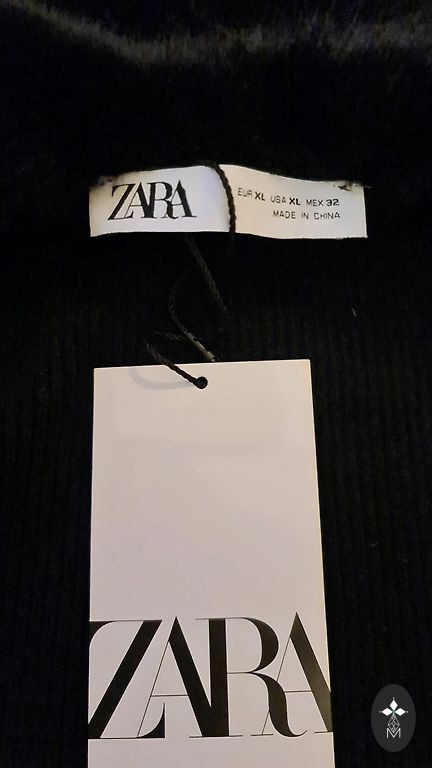 ZARA
EUR XL USA XL MEX 32
MADE IN CHINA
ZARA
M